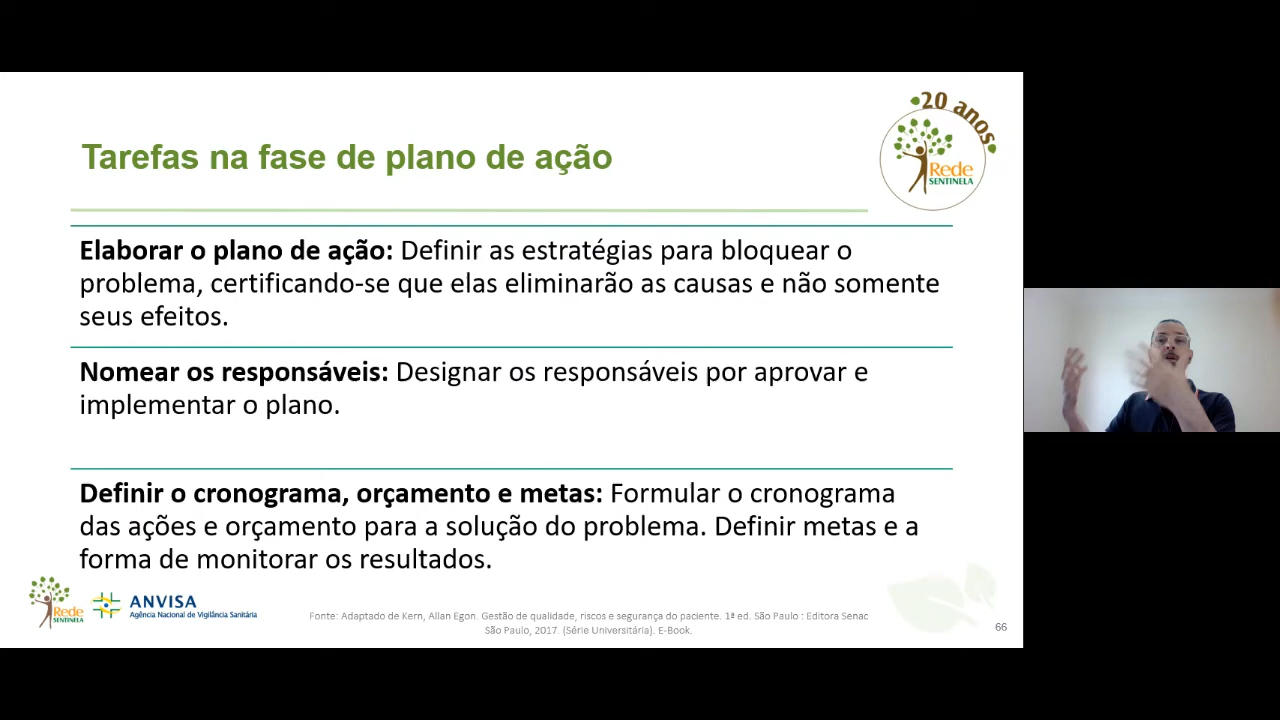 20 anos
Rede
SENTINELA
Tarefas na fase de plano de ação
Elaborar o plano de ação: Definir as estratégias para bloquear o
problema, certificando-se que elas eliminarão as causas e não somente
seus efeitos.
Nomear os responsáveis: Designar os responsáveis por aprovar e
implementar o plano.
Definir o cronograma, orçamento e metas: Formular o cronograma
das ações e orçamento para a solução do problema. Definir metas e a
forma de monitorar os resultados.
Rede
SENTINELA
ANVISA
Agência Nacional de Vigilância Sanitária
Fonte: Adaptado de Kern, Allan Egon. Gestão de qualidade, riscos e segurança do paciente. 1ª ed. São Paulo : Editora Senac
São Paulo, 2017. (Série Universitária). E-Book.
66